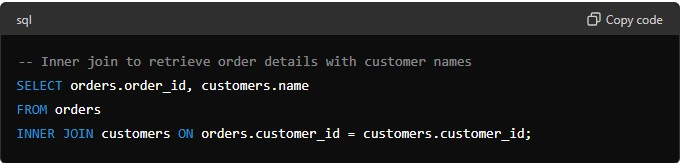 sql
Copy code
-- Inner join to retrieve order details with customer names
SELECT orders.order_id, customers.name
FROM orders
INNER JOIN customers ON orders.customer_id = customers.customer_id;